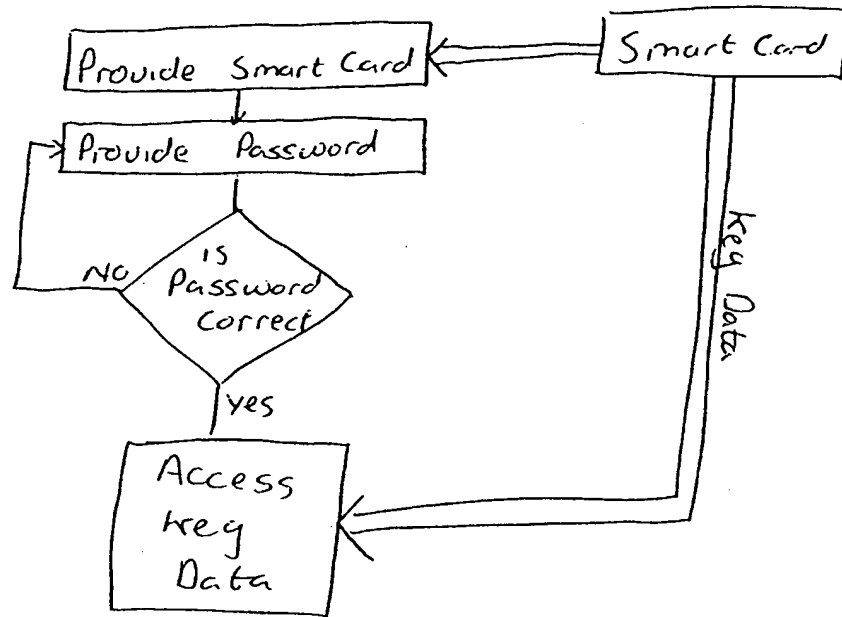 Provide Smart Card
Smart Card
Provide Password
No
is
Password
Correct
yes
Key Data
Access
Key
Data